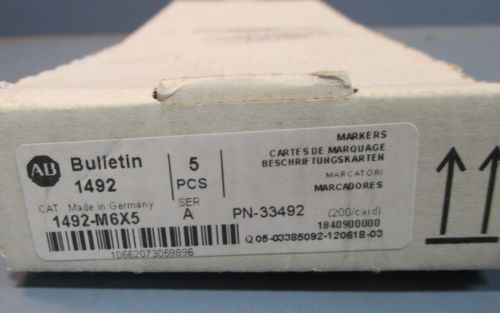 AB
Bulletin
1492
5
PCS
MARKERS
CARTES DE MARQUAGE
BESCHRIFTUNGSKARTEN
MARCATORI
MARCADORES
CAT Made in Germany
1492-M6X5
SER
A
PN-33492
(200/card)
1840900000
Q 05-03385092-120618-03
10662073059896